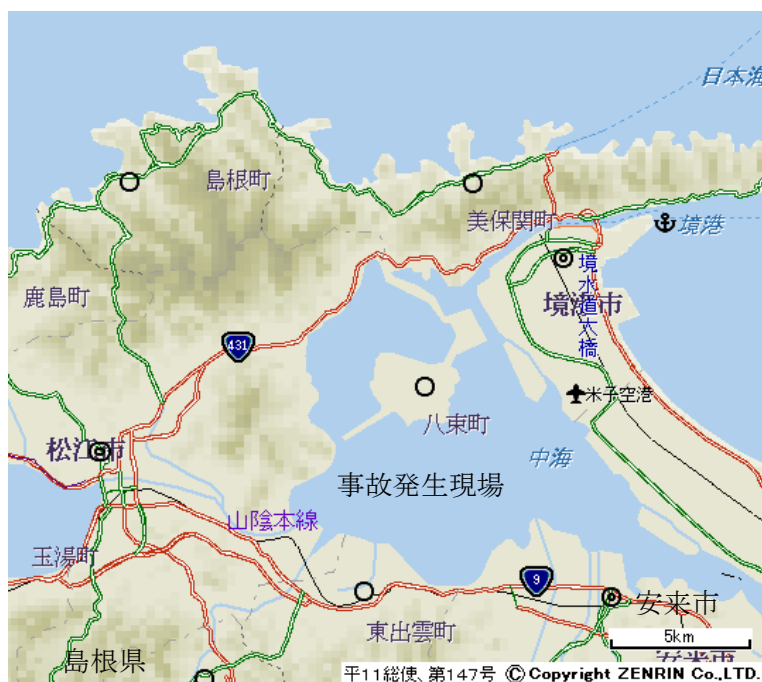 日本海
島根町
美保関町
境港
鹿島町
境水道大橋
境港市
431
米子空港
八束町
松江市
中海
事故発生現場
山陰本線
玉湯町
9
安来市
東出雲町
5km
島根県
安来市
平11総使、第147号 ©Copyright ZENRIN Co.,LTD.